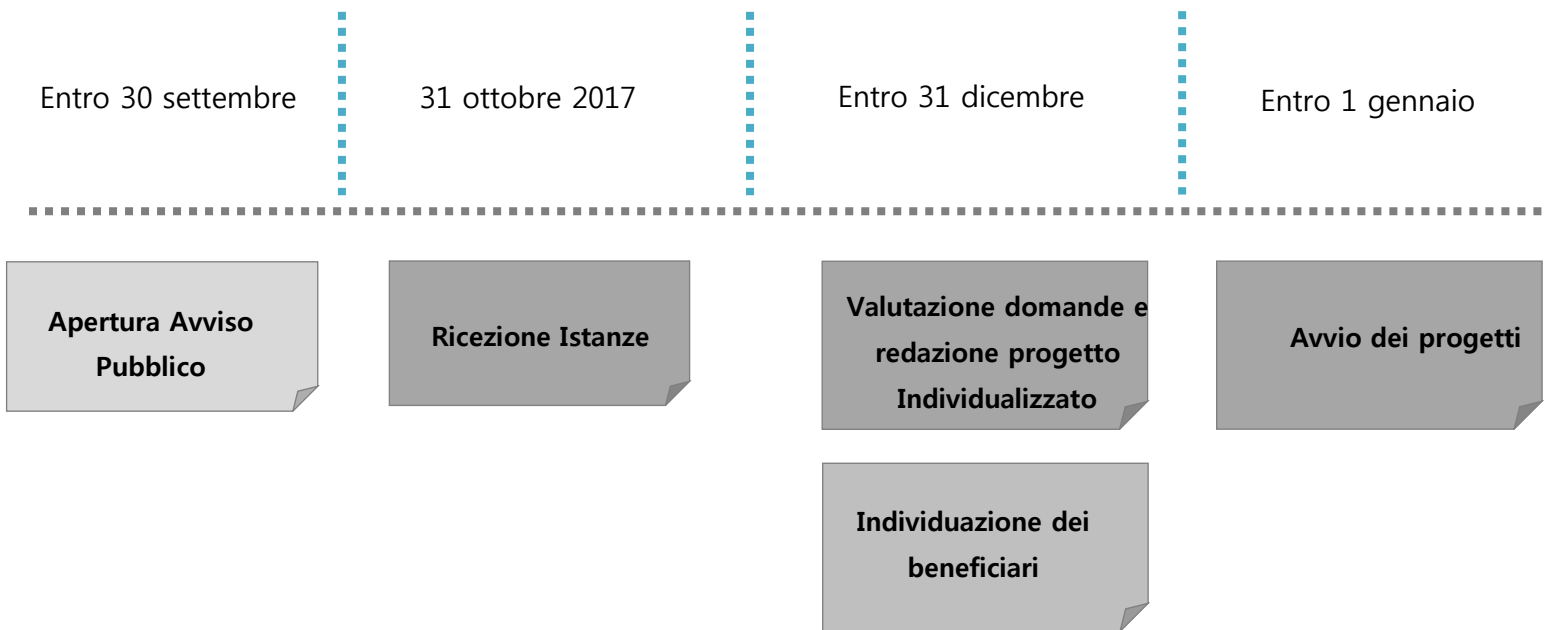 Entro 30 settembre
31 ottobre 2017
Entro 31 dicembre
Entro 1 gennaio
Apertura Avviso
Pubblico
Ricezione Istanze
Valutazione domande e
redazione progetto
Individualizzato
Avvio dei progetti
Individuazione dei
beneficiari